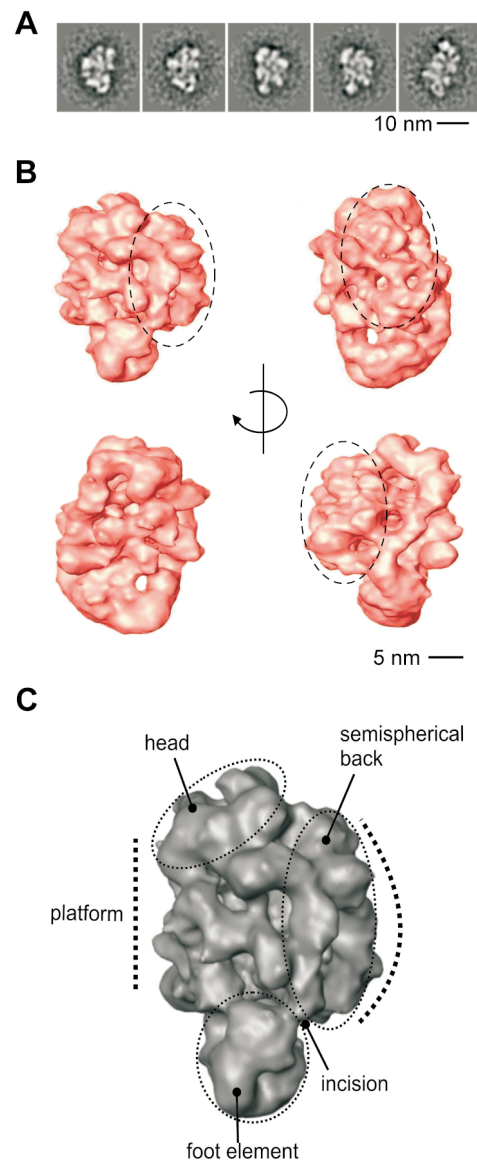 A
10 nm
B
5 nm
C
head
semispherical
back
platform
incision
foot element